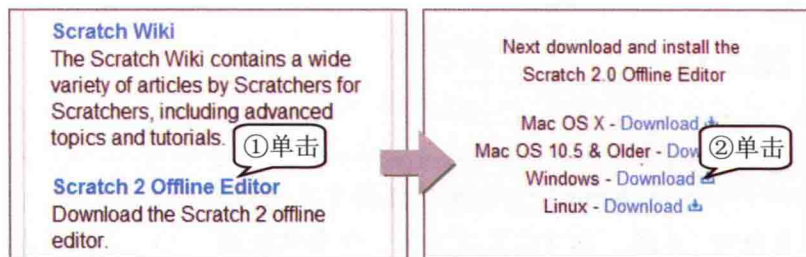 Scratch Wiki
The Scratch Wiki contains a wide
variety of articles by Scratchers for
Scratchers, including advanced
topics and tutorials.
①单击
Scratch 2 Offline Editor
Download the Scratch 2 offline
editor.
Next download and install the
Scratch 2.0 Offline Editor
Mac OS X - Download
Mac OS 10.5 & Older - Dow
②单击
Windows - Download
Linux - Download